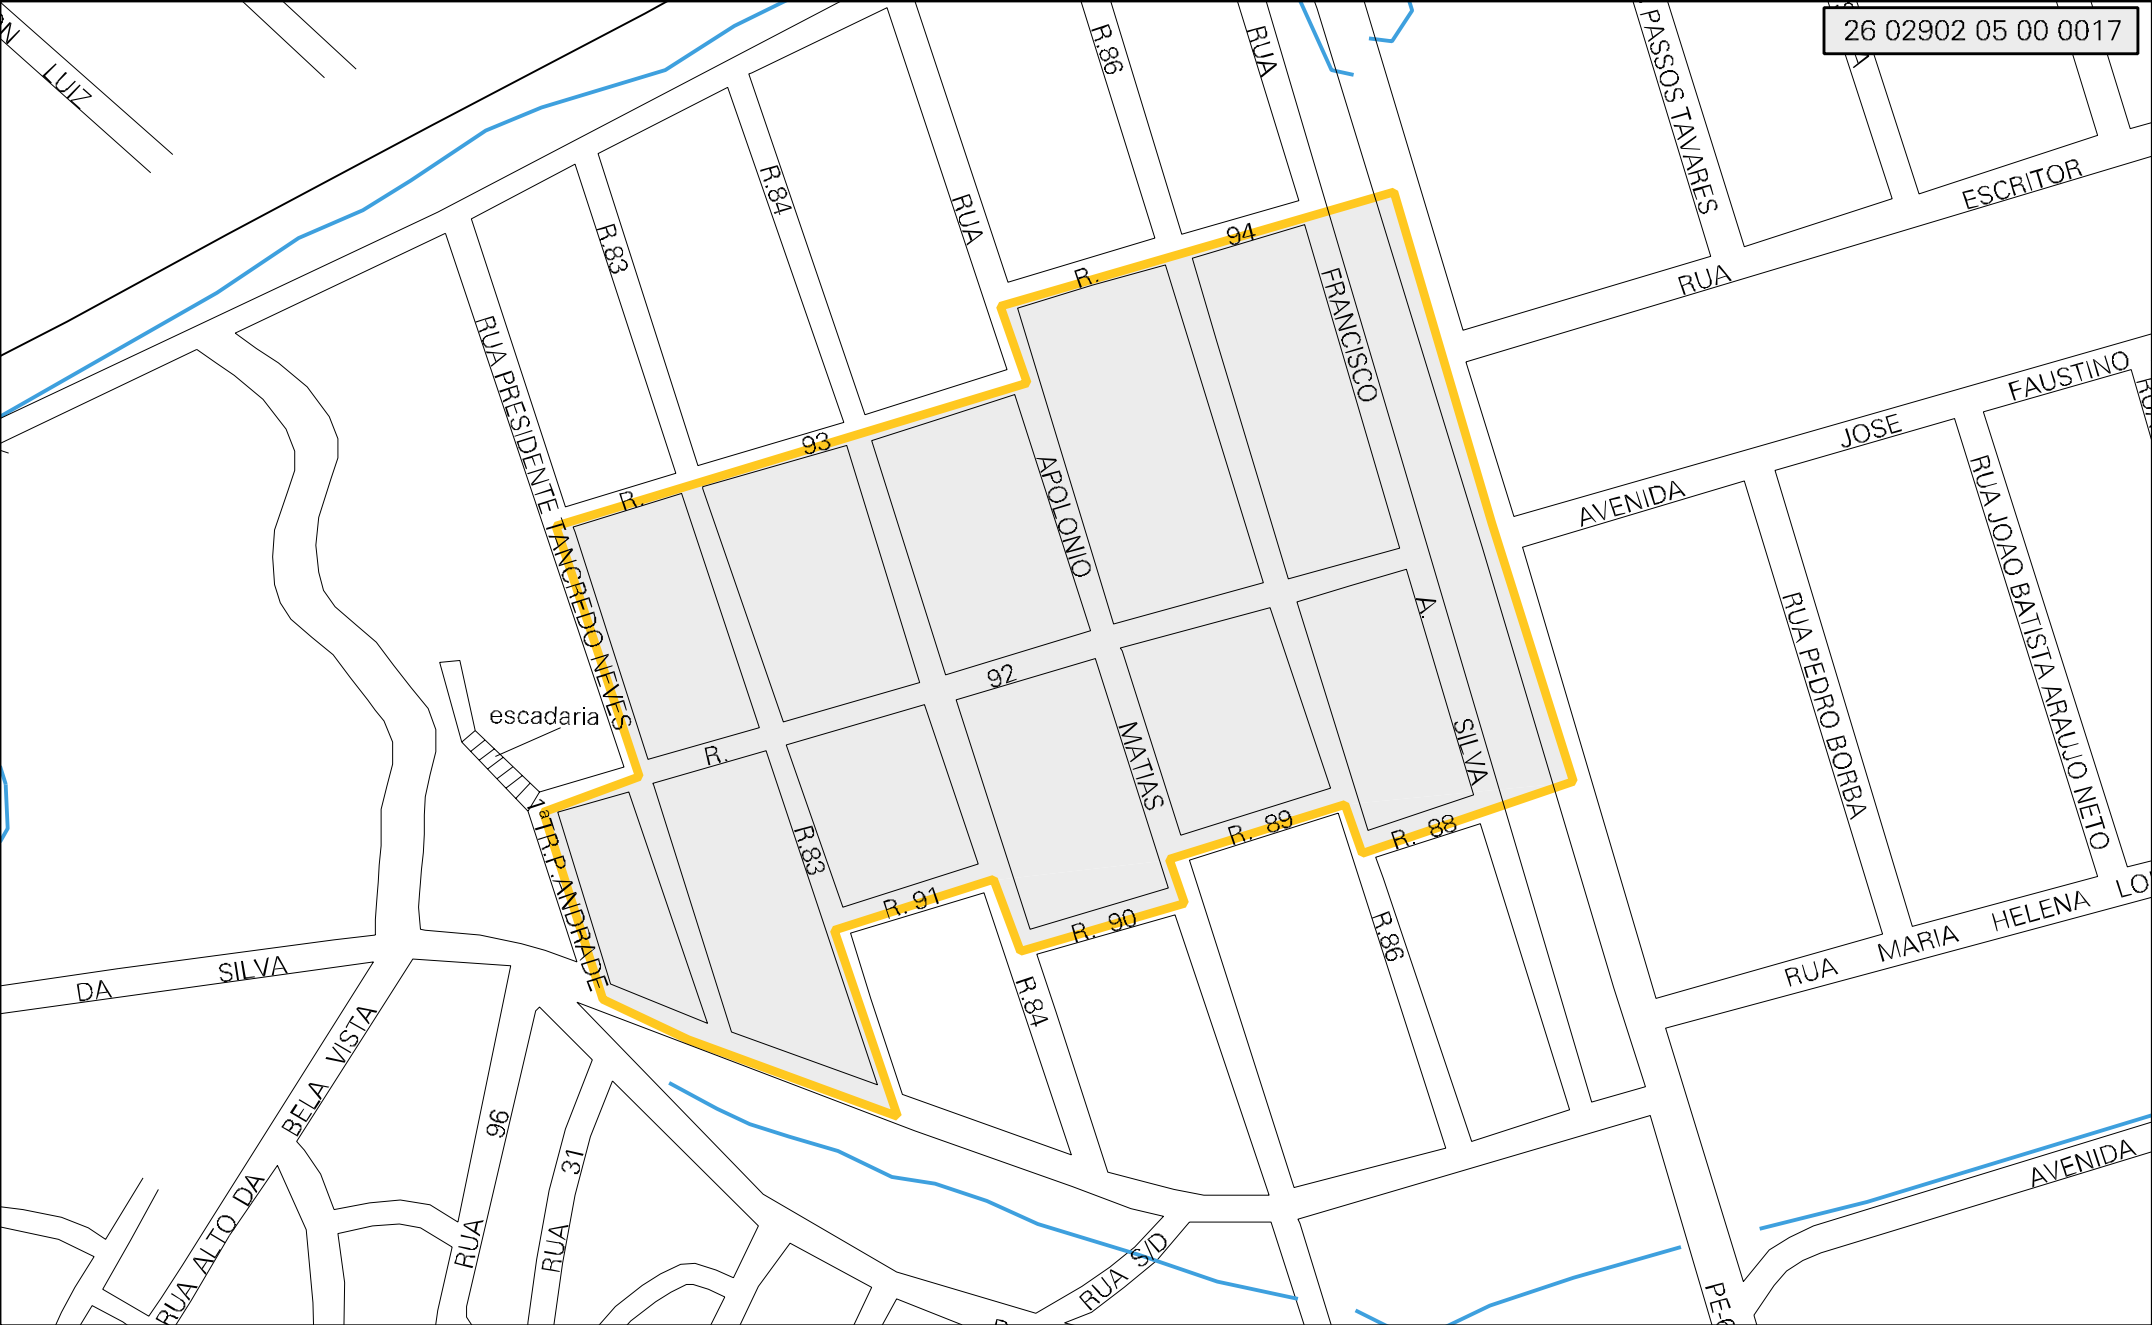 26 02902 05 00 0017
LUIZ
R.86
RUA
PASSOS TAVARES
R.84
RUA
R.83
ESCRITOR
RUA
94
R.
FRANCISCO
RUA PRESIDENTE TANCREDO NEVES
93
R.
FAUSTINO
JOSE
AVENIDA
APOLONIO
RUA JOAO BATISTA ARAUJO NETO
RUA PEDRO BORBA
A.
92
R.
escadaria
MATIAS
SILVA
1ªTR.P.ANDRADE
R.83
R. 89
R. 88
R. 91
R. 90
R.86
R.84
RUA MARIA HELENA
DA SILVA
RUA ALTO DA BELA VISTA
RUA 96
RUA 31
RUA S/D
AVENIDA